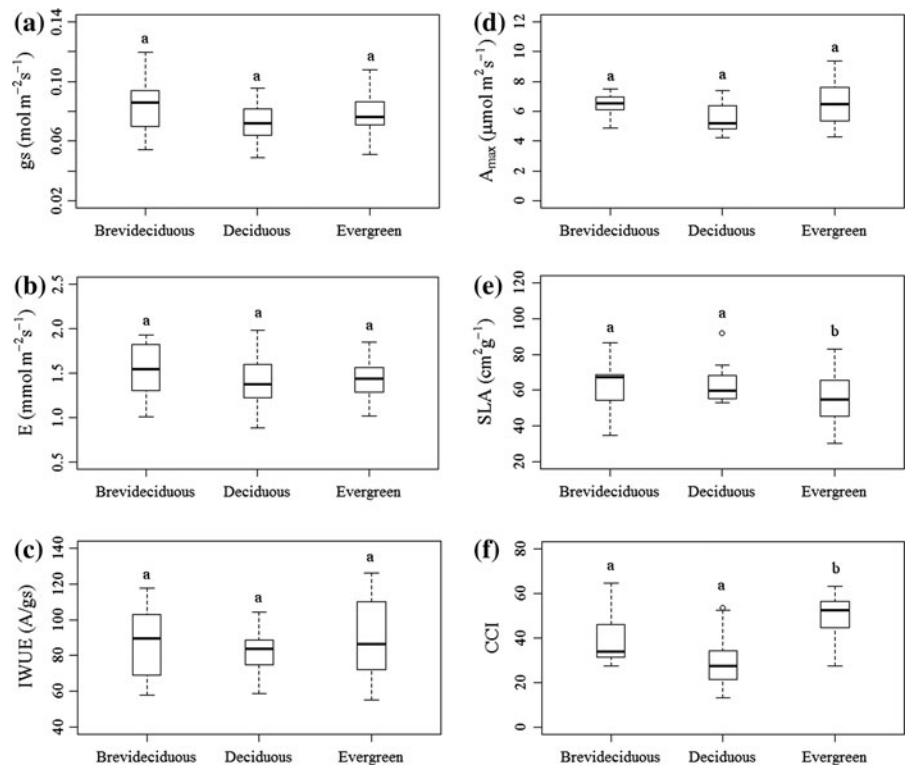 (a)
gs (mol m−2s−1)
0.02 0.06 0.10 0.14
a a a
Brevideciduous Deciduous Evergreen
(b)
E (mmol m−2s−1)
0.5 1.0 1.5 2.0 2.5
a a a
Brevideciduous Deciduous Evergreen
(c)
IWUE (A/gs)
40 60 80 100 120 140
a a a
Brevideciduous Deciduous Evergreen
(d)
Amax (μmol m−2s−1)
0 2 4 6 8 10 12
a a a
Brevideciduous Deciduous Evergreen
(e)
SLA (cm2g−1)
20 40 60 80 100 120
a a b
Brevideciduous Deciduous Evergreen
(f)
CCI
0 20 40 60 80
a a b
Brevideciduous Deciduous Evergreen